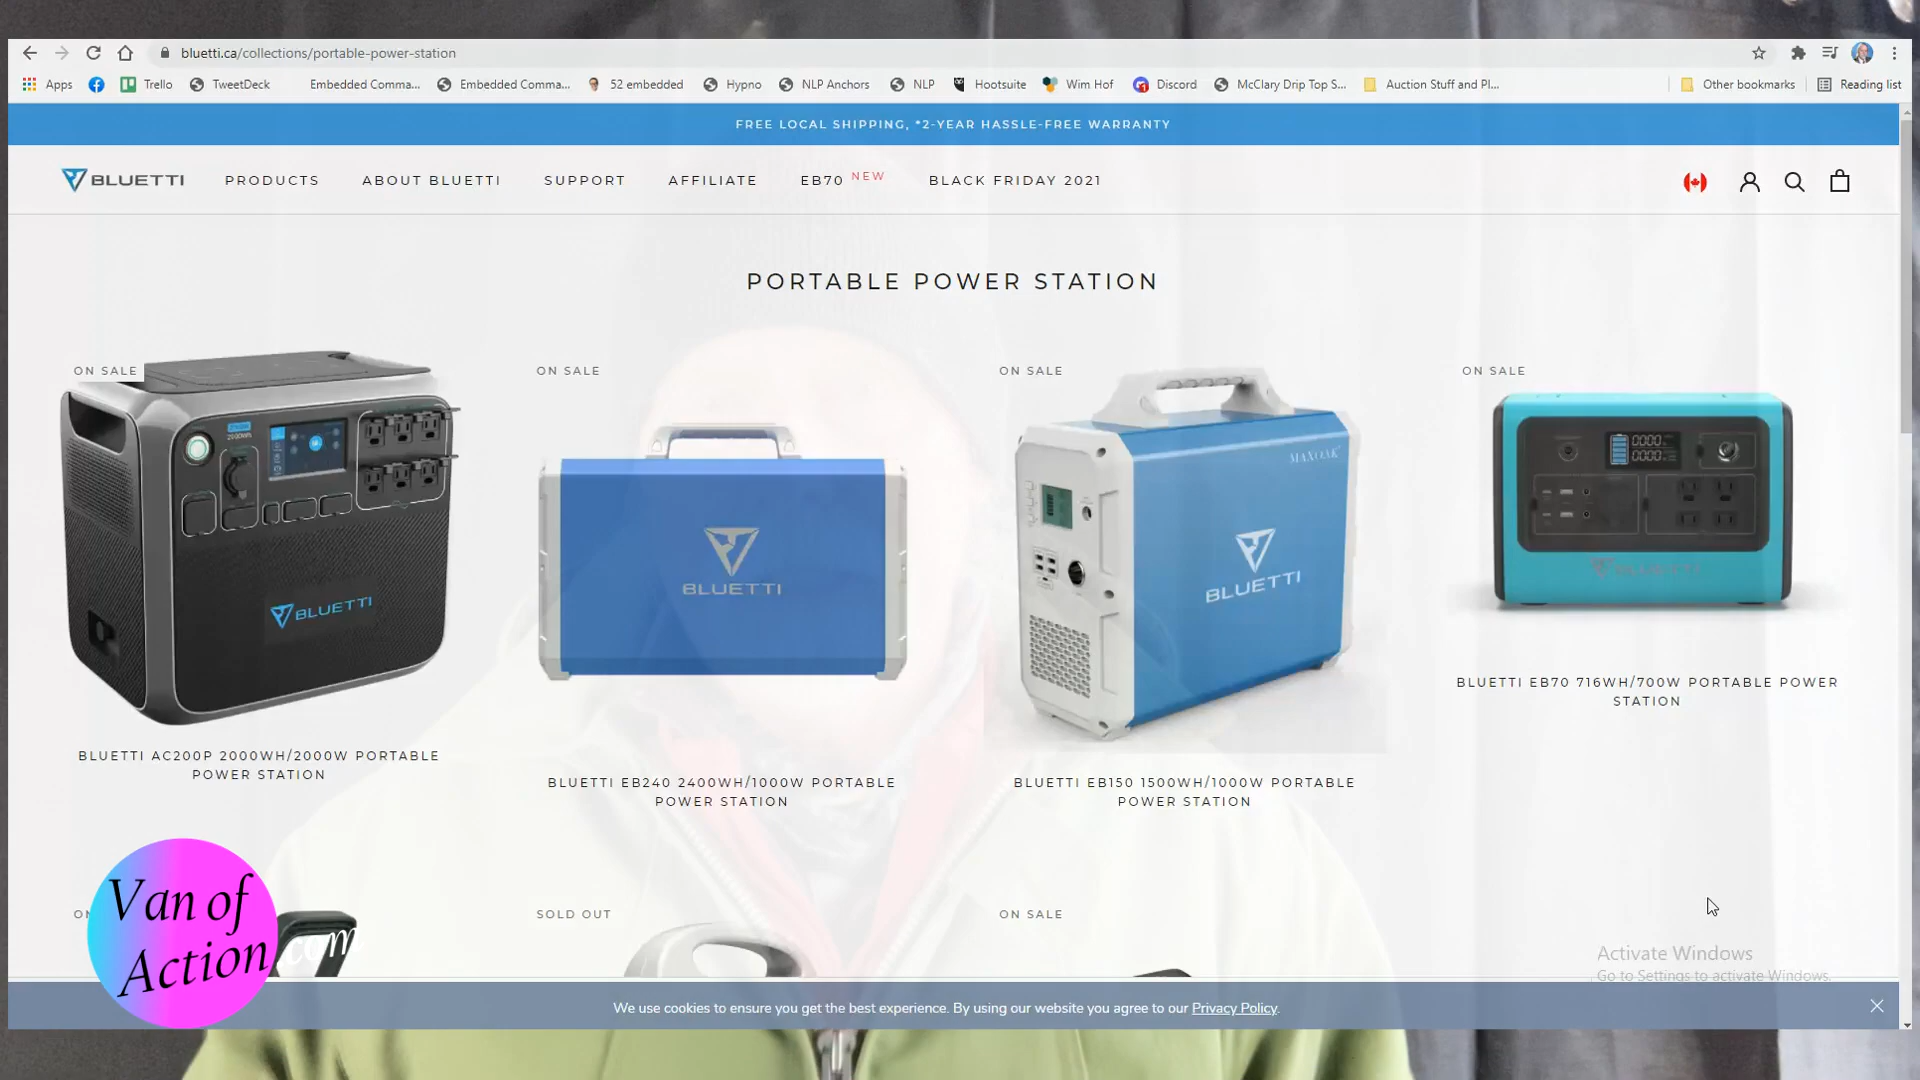 bluetti.ca/collections/portable-power-station
Apps Trello TweetDeck Embedded Comma... Embedded Comma... 52 embedded Hypno NLP Anchors NLP Hootsuite Wim Hof Discord McClary Drip Top S... Auction Stuff and Pl... Other bookmarks Reading list
FREE LOCAL SHIPPING, *2-YEAR HASSLE-FREE WARRANTY
BLUETTI PRODUCTS ABOUT BLUETTI SUPPORT AFFILIATE EB70 NEW BLACK FRIDAY 2021
PORTABLE POWER STATION
ON SALE ON SALE ON SALE ON SALE
MAXOAK
BLUETTI
BLUETTI
BLUETTI
BLUETTI
BLUETTI AC200P 2000WH/2000W PORTABLE
POWER STATION
BLUETTI EB240 2400WH/1000W PORTABLE
POWER STATION
BLUETTI EB150 1500WH/1000W PORTABLE
POWER STATION
BLUETTI EB70 716WH/700W PORTABLE POWER
STATION
SOLD OUT ON SALE
Van of
Action.com
Activate Windows
Go to Settings to activate Windows.
We use cookies to ensure you get the best experience. By using our website you agree to our Privacy Policy.